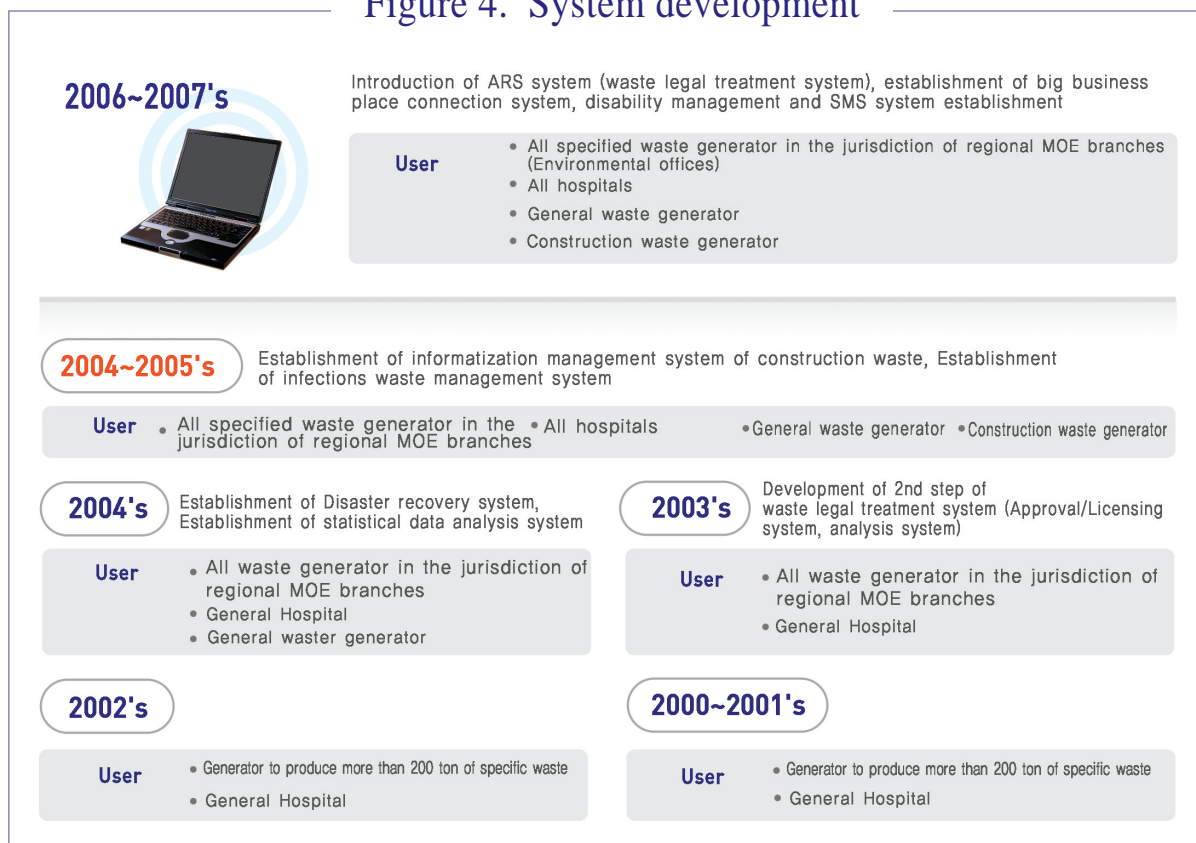 Figure 4. System development
2006~2007's
Introduction of ARS system (waste legal treatment system), establishment of big business
place connection system, disability management and SMS system establishment
User
• All specified waste generator in the jurisdiction of regional MOE branches
(Environmental offices)
• All hospitals
• General waste generator
• Construction waste generator
2004~2005's
Establishment of informatization management system of construction waste, Establishment
of infections waste management system
User
• All specified waste generator in the
jurisdiction of regional MOE branches
• All hospitals
• General waste generator
• Construction waste generator
2004's
Establishment of Disaster recovery system,
Establishment of statistical data analysis system
User
• All waste generator in the jurisdiction of
regional MOE branches
• General Hospital
• General waster generator
2003's
Development of 2nd step of
waste legal treatment system (Approval/Licensing
system, analysis system)
User
• All waste generator in the jurisdiction of
regional MOE branches
• General Hospital
2002's
User
• Generator to produce more than 200 ton of specific waste
• General Hospital
2000~2001's
User
• Generator to produce more than 200 ton of specific waste
• General Hospital